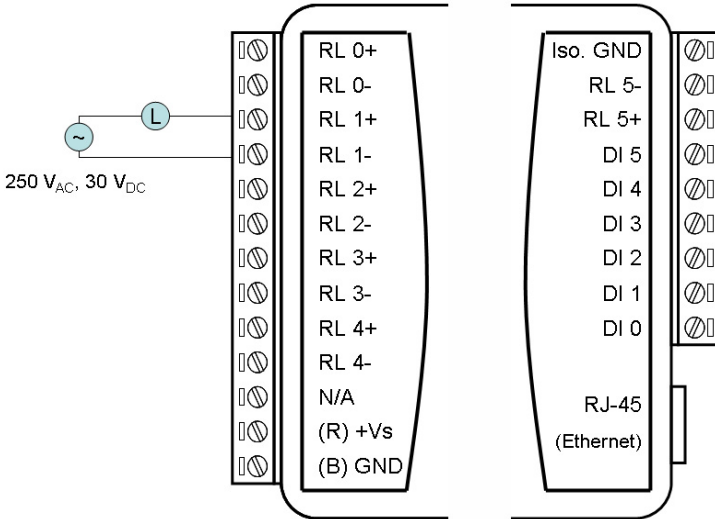 RL 0+
RL 0-
RL 1+
RL 1-
RL 2+
RL 2-
RL 3+
RL 3-
RL 4+
RL 4-
N/A
(R) +Vs
(B) GND
L
~
250 VAC, 30 VDC
Iso. GND
RL 5-
RL 5+
DI 5
DI 4
DI 3
DI 2
DI 1
DI 0
RJ-45
(Ethernet)